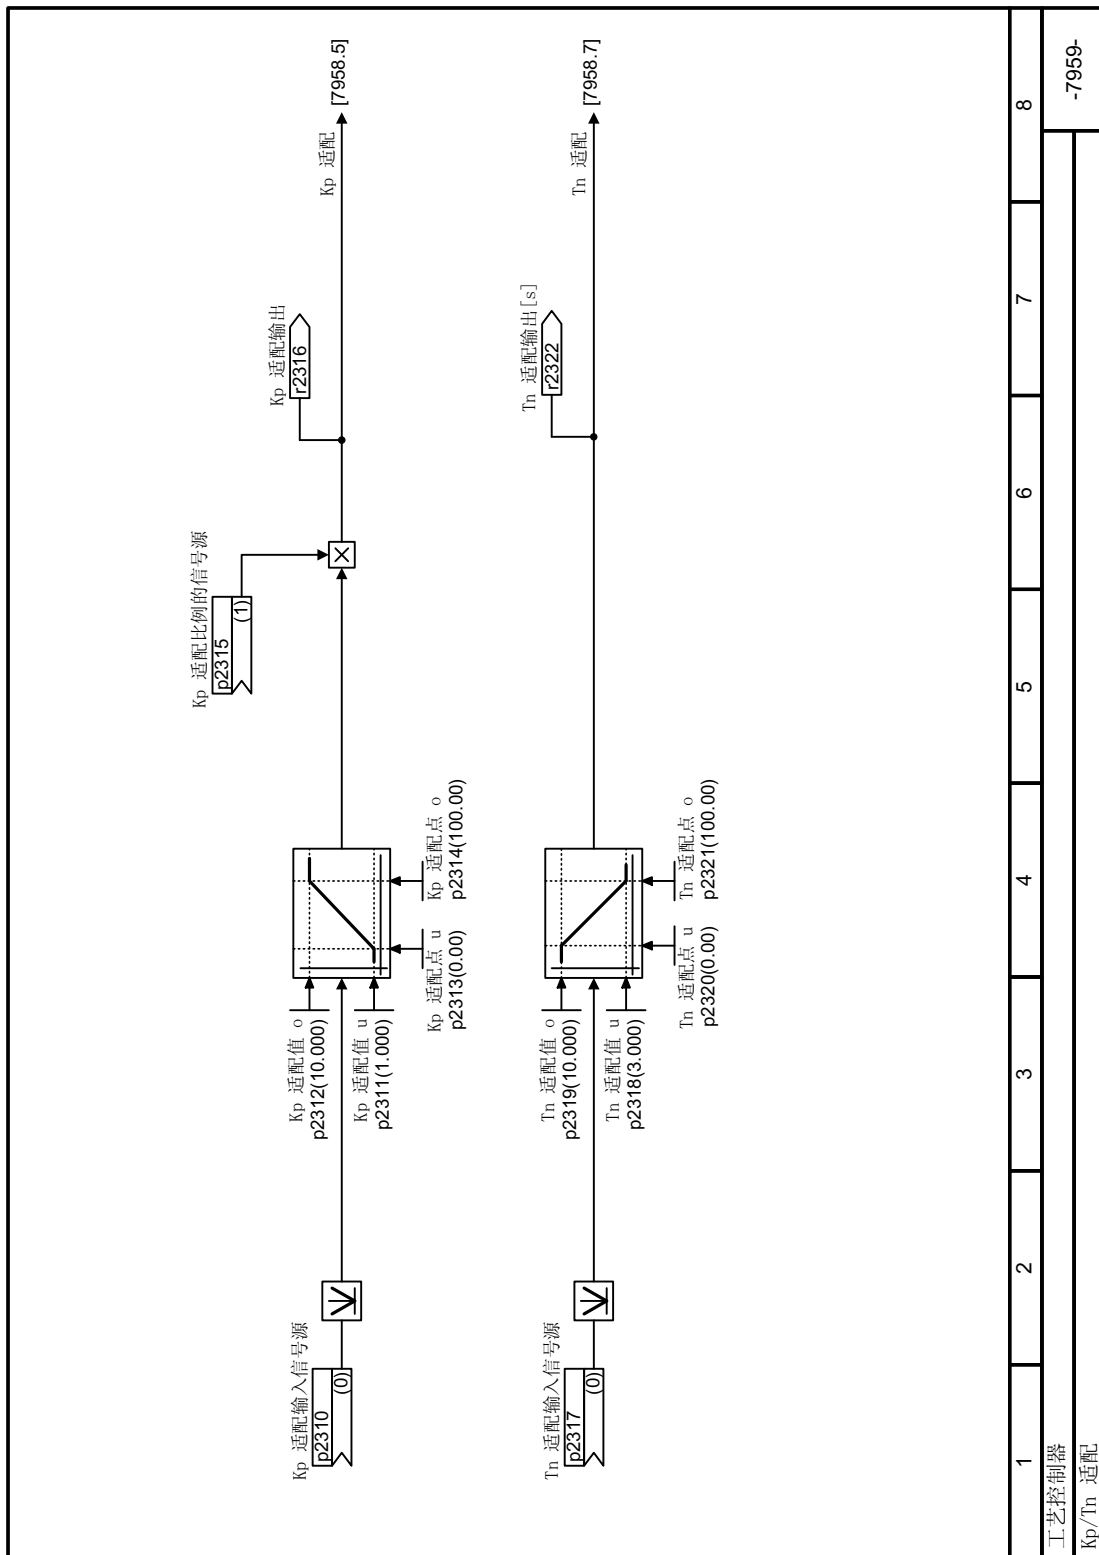 Kp 适配输入信号源
p2310
(0)
Kp 适配值 o
p2312(10.000)
Kp 适配值 u
p2311(1.000)
Kp 适配点 u
p2313(0.00)
Kp 适配点 o
p2314(100.00)
Kp 适配比例的信号源
p2315
(1)
Kp 适配输出
r2316
Kp 适配
[7958.5]
Tn 适配输入信号源
p2317
(0)
Tn 适配值 o
p2319(10.000)
Tn 适配值 u
p2318(3.000)
Tn 适配点 u
p2320(0.00)
Tn 适配点 o
p2321(100.00)
Tn 适配输出[s]
r2322
Tn 适配
[7958.7]
1 2 3 4 5 6 7 8
工艺控制器
Kp/Tn 适配
-7959-